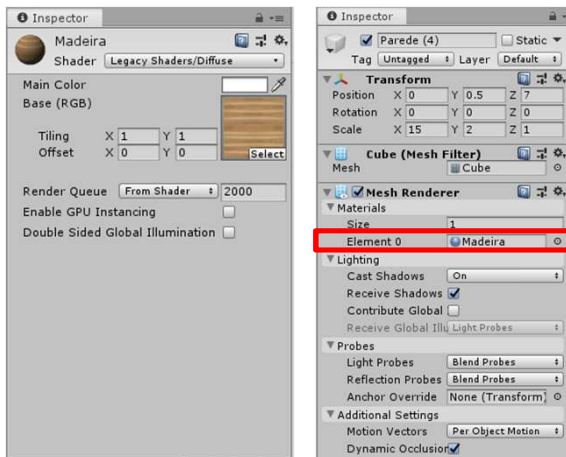 Inspector
Madeira
Shader Legacy Shaders/Diffuse
Main Color
Base (RGB)
Tiling X 1 Y 1
Offset X 0 Y 0
Select
Render Queue From Shader 2000
Enable GPU Instancing
Double Sided Global Illumination
Inspector
Parede (4) Static
Tag Untagged Layer Default
Transform
Position X 0 Y 0.5 Z 7
Rotation X 0 Y 0 Z 0
Scale X 15 Y 2 Z 1
Cube (Mesh Filter)
Mesh Cube
Mesh Renderer
Materials
Size 1
Element 0 Madeira
Lighting
Cast Shadows On
Receive Shadows
Contribute Global
Receive Global Illu Light Probes
Probes
Light Probes Blend Probes
Reflection Probes Blend Probes
Anchor Override None (Transform)
Additional Settings
Motion Vectors Per Object Motion
Dynamic Occlusion